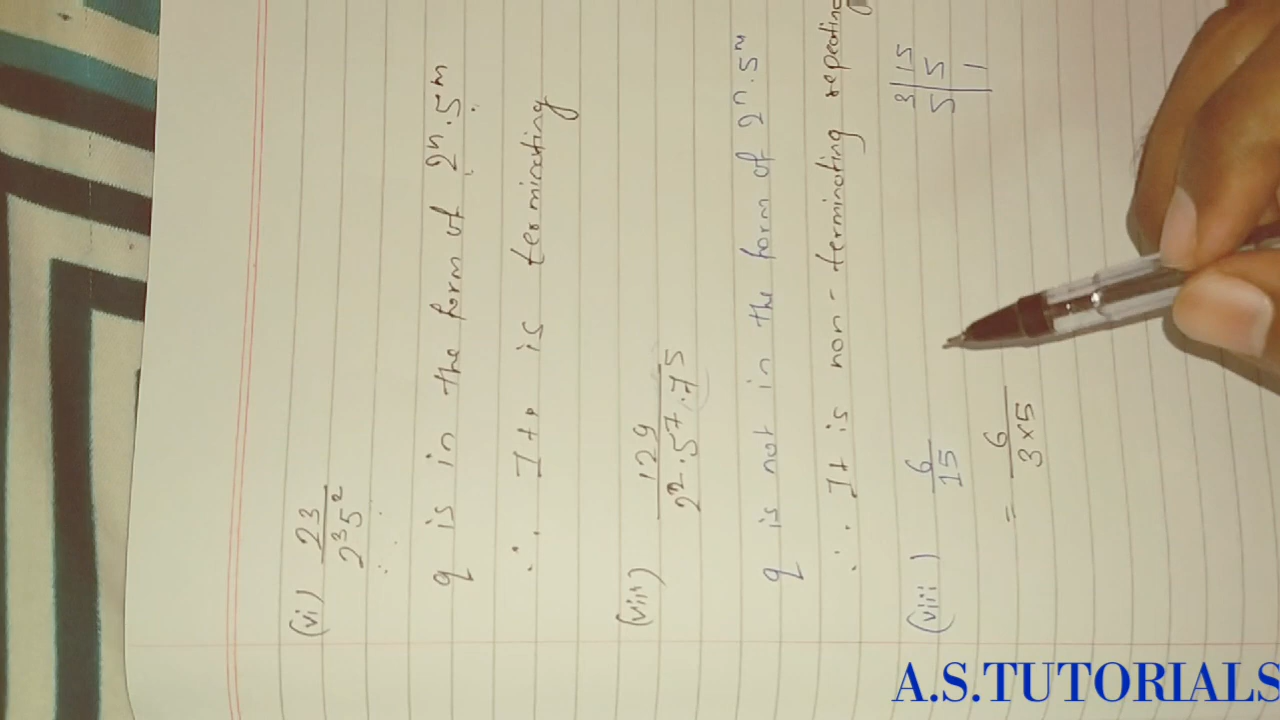 (vi) 23
2³5²
q is in the form of 2ⁿ.5ᵐ
∴ It is terminating
(vii) 129
2².5⁷.7⁵
q is not in the form of 2ⁿ.5ᵐ
∴ It is non-terminating repeating
(viii) 6
15
3|15
5|5
1
= 6
3×5
A.S.TUTORIALS